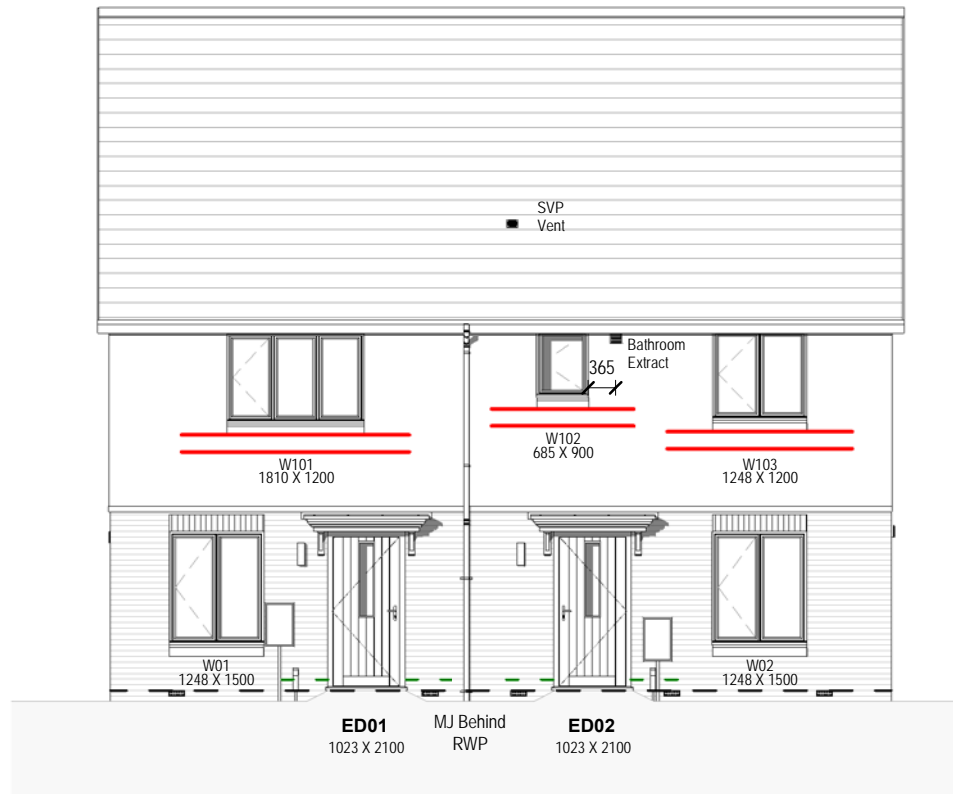 SVP
Vent
Bathroom
Extract
365
W101
1810 X 1200
W102
685 X 900
W103
1248 X 1200
W01
1248 X 1500
W02
1248 X 1500
ED01
1023 X 2100
MJ Behind
RWP
ED02
1023 X 2100